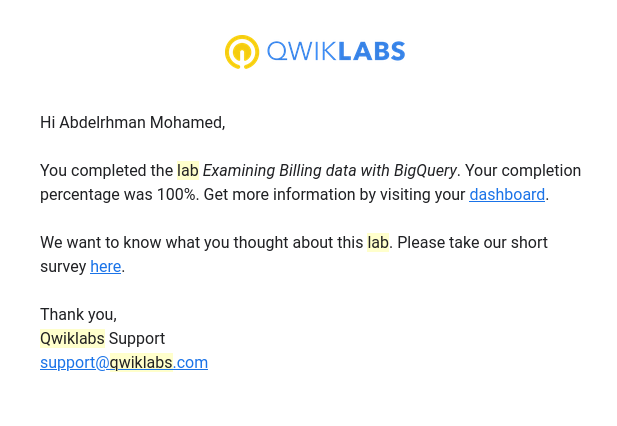 QWIKLABS
Hi Abdelrhman Mohamed,
You completed the lab Examining Billing data with BigQuery. Your completion
percentage was 100%. Get more information by visiting your dashboard.
We want to know what you thought about this lab. Please take our short
survey here.
Thank you,
Qwiklabs Support
support@qwiklabs.com